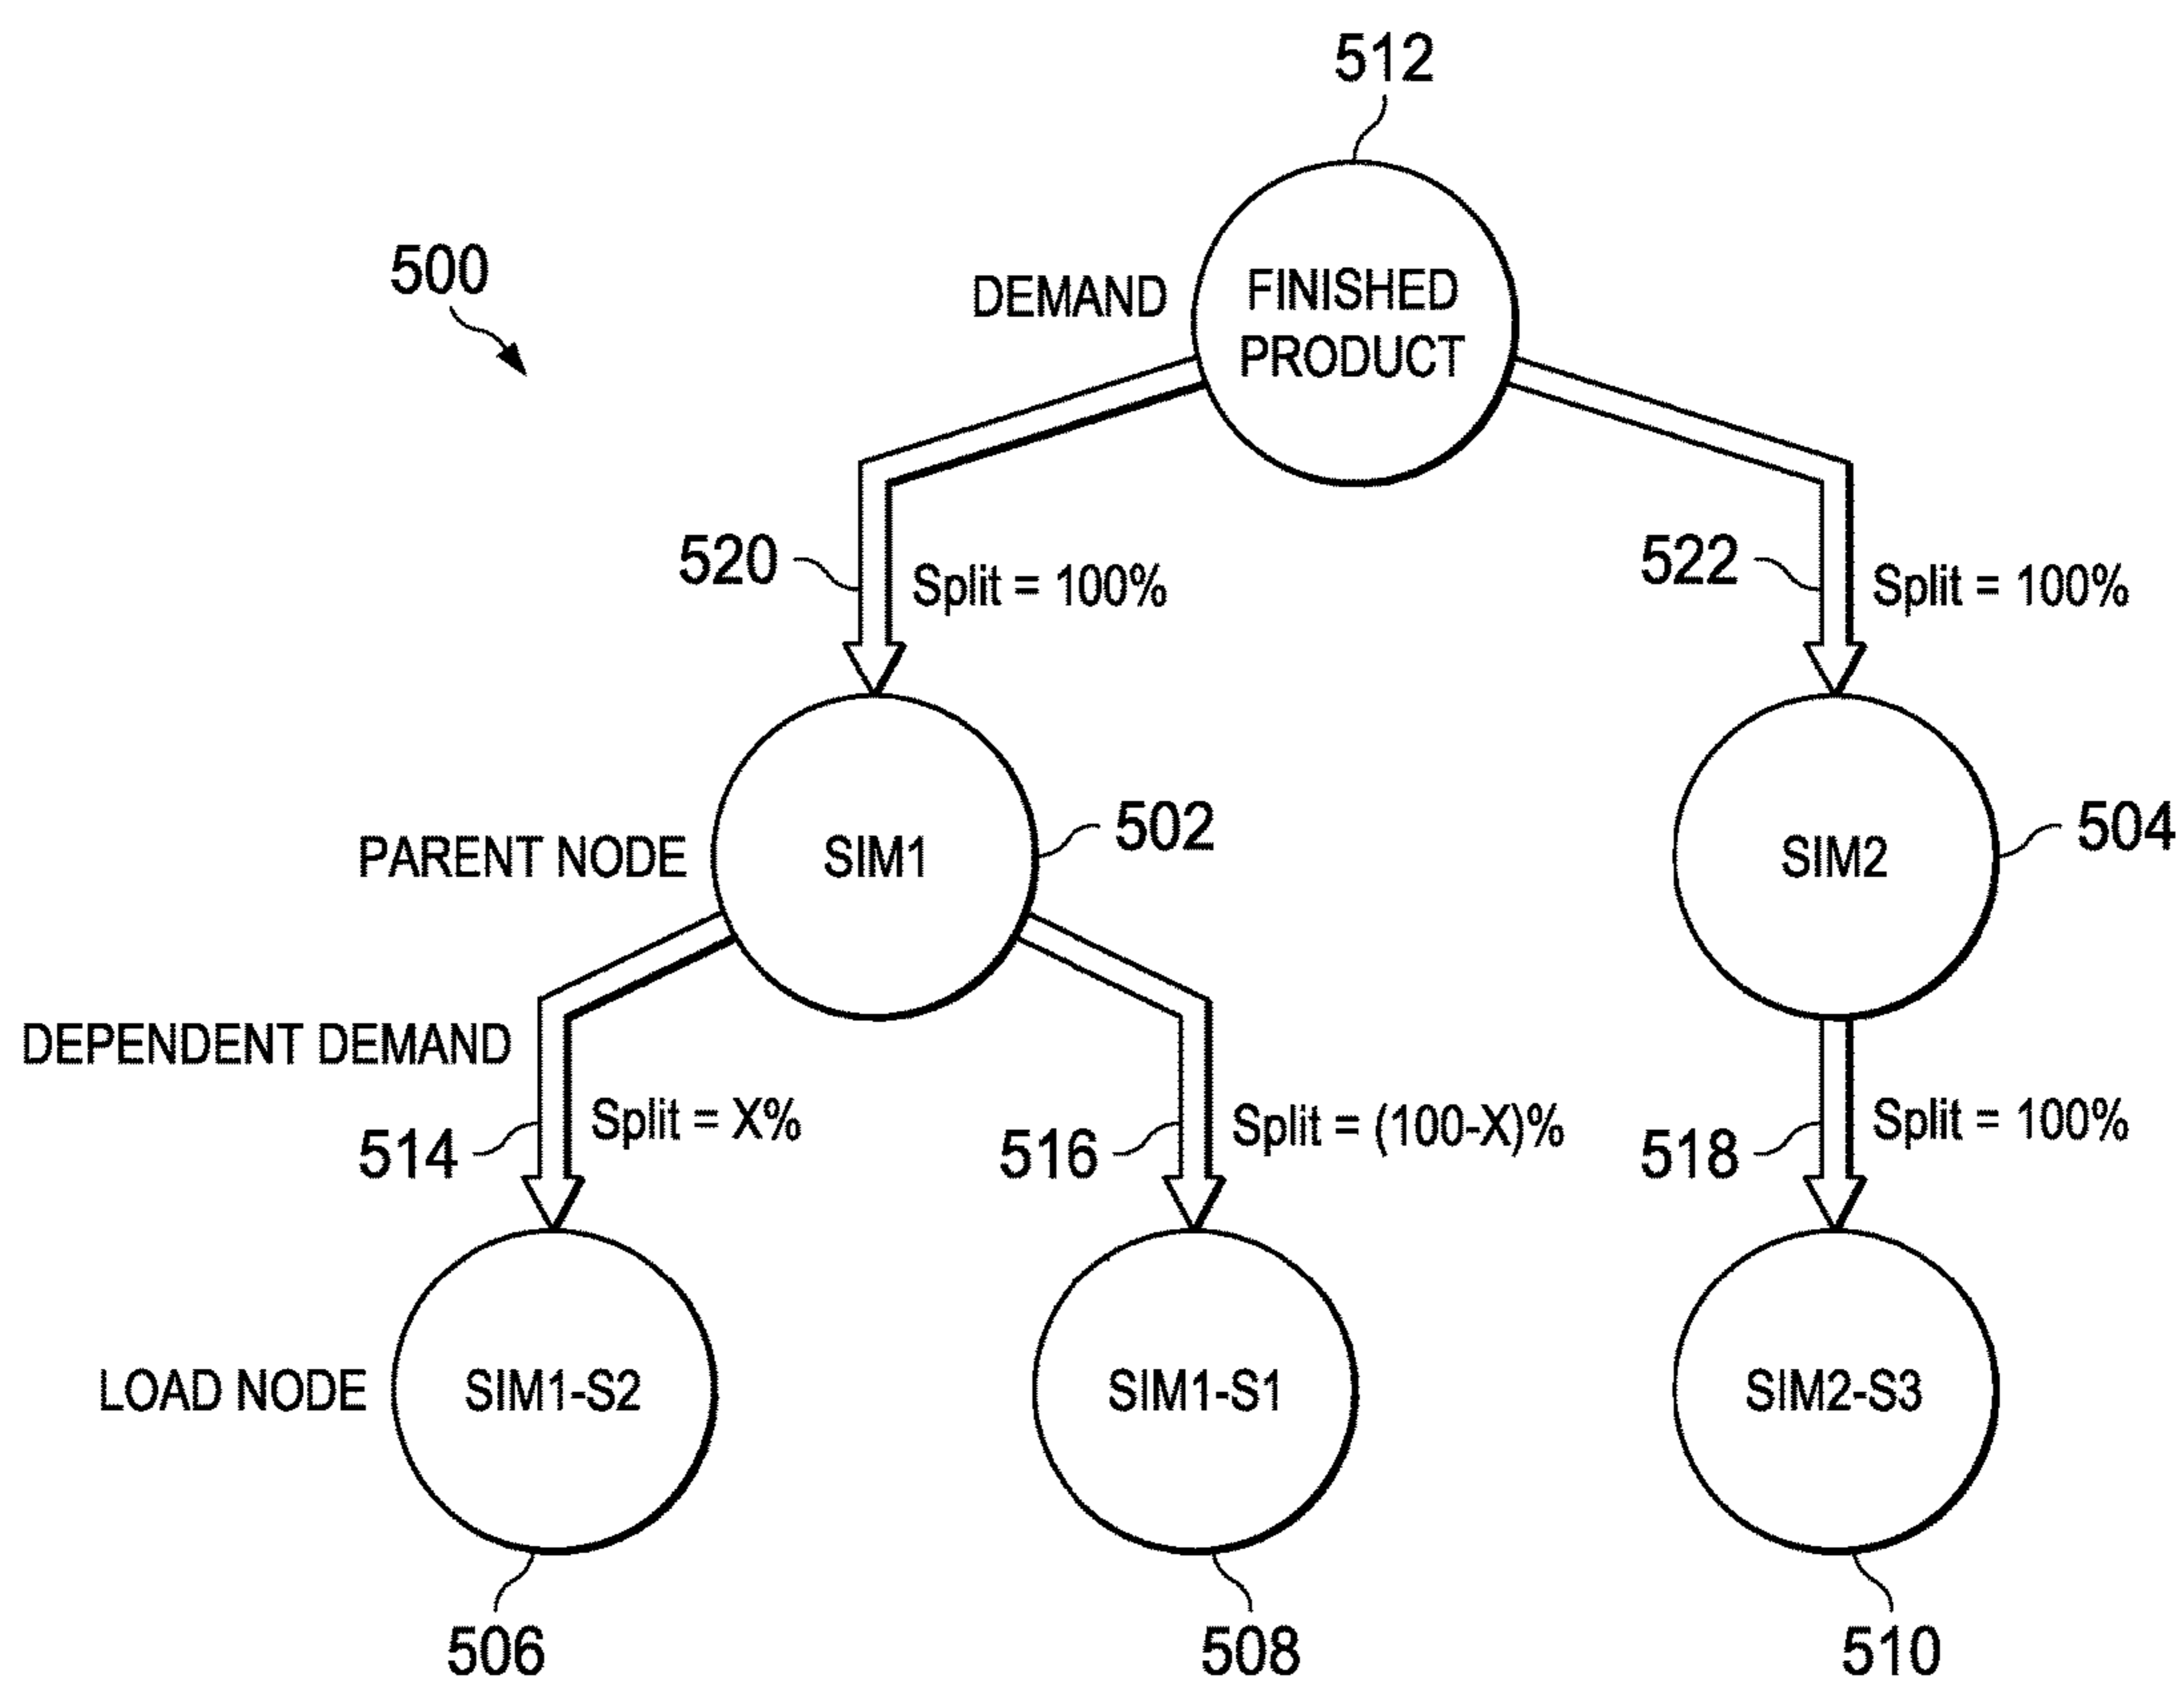 512
500
DEMAND
FINISHED
PRODUCT
520
Split = 100%
522
Split = 100%
PARENT NODE
SIM1
502
SIM2
504
DEPENDENT DEMAND
514
Split = X%
516
Split = (100-X)%
518
Split = 100%
LOAD NODE
SIM1-S2
SIM1-S1
SIM2-S3
506
508
510